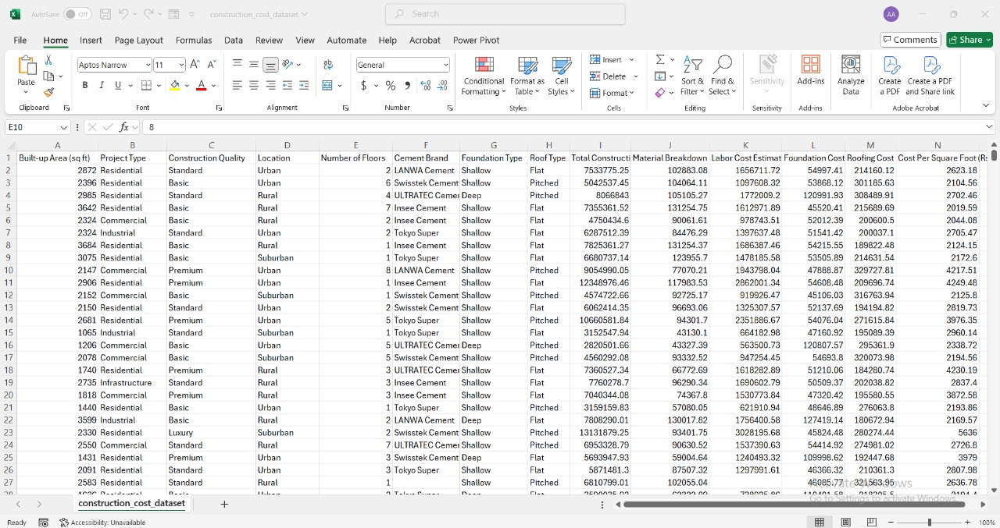 AutoSave Off construction_cost_dataset Search AA
File Home Insert Page Layout Formulas Data Review View Automate Help Acrobat Power Pivot Comments Share
Paste Aptos Narrow 11 General Conditional Formatting Format as Table Cell Styles Insert Delete Format Sort & Filter Find & Select Sensitivity Add-ins Analyze Data Create a PDF Create a PDF and Share link
Clipboard Font Alignment Number Styles Cells Editing Sensitivity Add-ins Adobe Acrobat
E10 fx 8
A B C D E F G H I J K L M N
1 Built-up Area (sq ft) Project Type Construction Quality Location Number of Floors Cement Brand Foundation Type Roof Type Total Constructi Material Breakdown Labor Cost Estimat Foundation Cost Roofing Cost Cost Per Square Foot (Rs
2 2872 Residential Standard Urban 2 LANWA Cement Shallow Flat 7533775.25 102883.08 1656711.72 54997.41 214160.12 2623.18
3 2396 Residential Basic Urban 6 Swisstek Cement Shallow Pitched 5042537.45 104064.11 1097608.32 53868.12 301185.63 2104.56
4 2985 Residential Standard Rural 4 ULTRATEC Cemer Deep Pitched 8066843 105105.27 1772009.2 120991.93 308489.91 2702.46
5 3642 Residential Basic Rural 7 Insee Cement Shallow Flat 7355361.52 131254.75 1612971.89 45520.41 215689.69 2019.59
6 2324 Commercial Basic Rural 2 Insee Cement Shallow Flat 4750434.6 90061.61 978743.51 52012.39 200600.5 2044.08
7 2324 Industrial Standard Urban 2 Tokyo Super Shallow Flat 6287512.39 84476.29 1397637.48 51541.42 200037.1 2705.47
8 3684 Residential Basic Rural 1 Insee Cement Shallow Flat 7825361.27 131254.37 1687387.46 54215.55 189822.48 2124.15
9 3075 Residential Basic Suburban 1 Tokyo Super Shallow Flat 6680737.14 123955.7 1478185.58 53505.89 214631.54 2172.6
10 2147 Commercial Premium Urban 8 LANWA Cement Shallow Pitched 9054990.05 77070.21 1943798.04 47888.87 329727.81 4217.51
11 2906 Residential Premium Urban 1 Insee Cement Shallow Flat 12348976.46 117983.53 2862001.34 54608.48 209696.74 4249.48
12 2152 Commercial Basic Suburban 1 Swisstek Cement Shallow Pitched 4574722.66 92725.17 919926.47 45106.03 316763.94 2125.8
13 2150 Residential Standard Urban 2 Swisstek Cement Shallow Flat 6062414.35 96693.06 1325307.57 52137.69 194194.82 2819.73
14 2681 Residential Premium Urban 5 Tokyo Super Shallow Pitched 10660581.84 94301.7 2351886.67 54076.04 271615.84 3976.35
15 1065 Industrial Standard Suburban 1 Tokyo Super Shallow Flat 3152547.94 43130.1 664182.98 47160.92 195089.39 2960.14
16 1206 Commercial Basic Urban 5 ULTRATEC Cemer Deep Pitched 2820501.66 43327.39 563500.73 120807.57 295361.9 2338.72
17 2078 Commercial Basic Suburban 5 Swisstek Cement Shallow Pitched 4560292.08 93332.52 947254.45 54693.8 320073.98 2194.56
18 1740 Residential Premium Rural 3 ULTRATEC Cemer Shallow Flat 7360527.34 66772.69 1618282.89 51210.06 184280.74 4230.19
19 2735 Infrastructure Standard Rural 3 Insee Cement Shallow Flat 7760278.7 96290.34 1690602.79 50509.37 202038.82 2837.4
20 1818 Commercial Premium Rural 3 Insee Cement Shallow Flat 7040344.08 74367.8 1530773.84 47320.42 195580.55 3872.58
21 1440 Residential Basic Urban 1 Tokyo Super Shallow Pitched 3159159.83 57080.05 621910.94 48646.89 276063.8 2193.86
22 3599 Industrial Basic Rural 2 LANWA Cement Deep Flat 7808290.01 130017.82 1756400.58 127419.14 180672.94 2169.57
23 2330 Residential Luxury Suburban 2 Swisstek Cement Shallow Pitched 13131879.25 93401.75 3028195.68 45824.48 280274.44 5636
24 2550 Commercial Standard Rural 7 ULTRATEC Cemer Shallow Pitched 6953328.79 90630.52 1537390.63 54414.92 274981.02 2726.8
25 1431 Residential Premium Urban 3 Swisstek Cement Deep Flat 5693947.93 59004.64 1240493.32 109998.62 192447.68 3979
26 2091 Residential Standard Urban 3 Tokyo Super Shallow Flat 5871481.3 87507.32 1297991.61 46366.32 210361.3 2807.98
27 2583 Residential Standard Rural 1 Shallow Pitched 6810799.01 102055.04 46085.77 321563.95 2636.78
Activate Windows
Go to Settings to activate Windows.
construction_cost_dataset
Ready Accessibility: Unavailable 100%